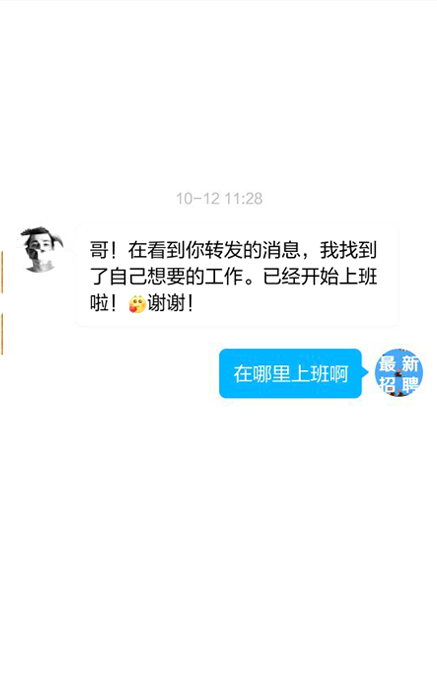 10-12 11:28
哥！在看到你转发的消息，我找到
了自己想要的工作。已经开始上班
啦！😘谢谢！
在哪里上班啊
最新
招聘